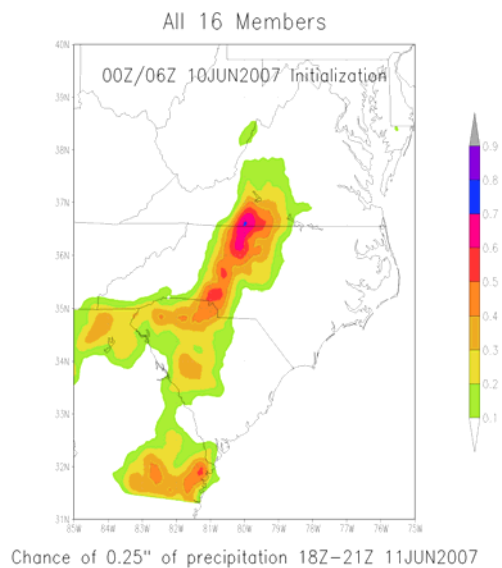 All 16 Members
00Z/06Z 10JUN2007 Initialization
40N
39N
38N
37N
36N
35N
34N
33N
32N
31N
85W 84W 83W 82W 81W 80W 79W 78W 77W 76W 75W
0.9
0.8
0.7
0.6
0.5
0.4
0.3
0.2
0.1
Chance of 0.25" of precipitation 18Z-21Z 11JUN2007